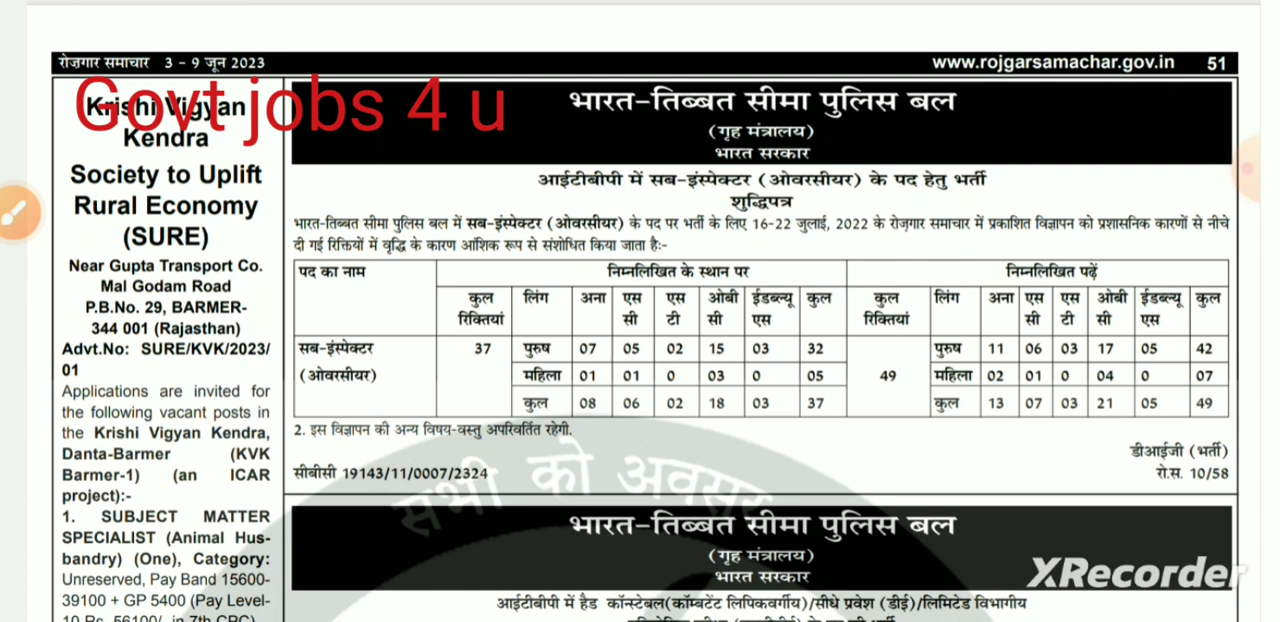 रोज़गार समाचार 3 - 9 जून 2023
www.rojgarsamachar.gov.in 51
Govt jobs 4 u
Krishi Vigyan
Kendra
Society to Uplift
Rural Economy
(SURE)
Near Gupta Transport Co.
Mal Godam Road
P.B.No. 29, BARMER-
344 001 (Rajasthan)
Advt.No: SURE/KVK/2023/
01
Applications are invited for
the following vacant posts in
the Krishi Vigyan Kendra,
Danta-Barmer (KVK
Barmer-1) (an ICAR
project):-
1. SUBJECT MATTER
SPECIALIST (Animal Hus-
bandry) (One), Category:
Unreserved, Pay Band 15600-
39100 + GP 5400 (Pay Level-
10 Rs. 56100/- in 7th CPC)
भारत-तिब्बत सीमा पुलिस बल
(गृह मंत्रालय)
भारत सरकार
आईटीबीपी में सब-इंस्पेक्टर (ओवरसीयर) के पद हेतु भर्ती
शुद्धिपत्र
भारत-तिब्बत सीमा पुलिस बल में सब-इंस्पेक्टर (ओवरसीयर) के पद पर भर्ती के लिए 16-22 जुलाई, 2022 के रोज़गार समाचार में प्रकाशित विज्ञापन को प्रशासनिक कारणों से नीचे
दी गई रिक्तियों में वृद्धि के कारण आंशिक रूप से संशोधित किया जाता हैः-
पद का नाम निम्नलिखित के स्थान पर निम्नलिखित पढ़ें
कुल लिंग अना एस एस ओबी ईडब्ल्यू कुल कुल लिंग अना एस एस ओबी ईडब्ल्यू कुल
रिक्तियां सी टी सी एस रिक्तियां सी टी सी एस
सब-इंस्पेक्टर 37 पुरुष 07 05 02 15 03 32 पुरुष 11 06 03 17 05 42
(ओवरसीयर) महिला 01 01 0 03 0 05 49 महिला 02 01 0 04 0 07
कुल 08 06 02 18 03 37 कुल 13 07 03 21 05 49
2. इस विज्ञापन की अन्य विषय-वस्तु अपरिवर्तित रहेगी.
डीआईजी (भर्ती)
सीबीसी 19143/11/0007/2324 रो.स. 10/58
सभी को अवसर
भारत-तिब्बत सीमा पुलिस बल
(गृह मंत्रालय)
भारत सरकार
XRecorder
आईटीबीपी में हैड कॉन्स्टेबल(कॉम्बटेंट लिपिकवर्गीय)/सीधे प्रवेश (डीई)/लिमिटेड विभागीय